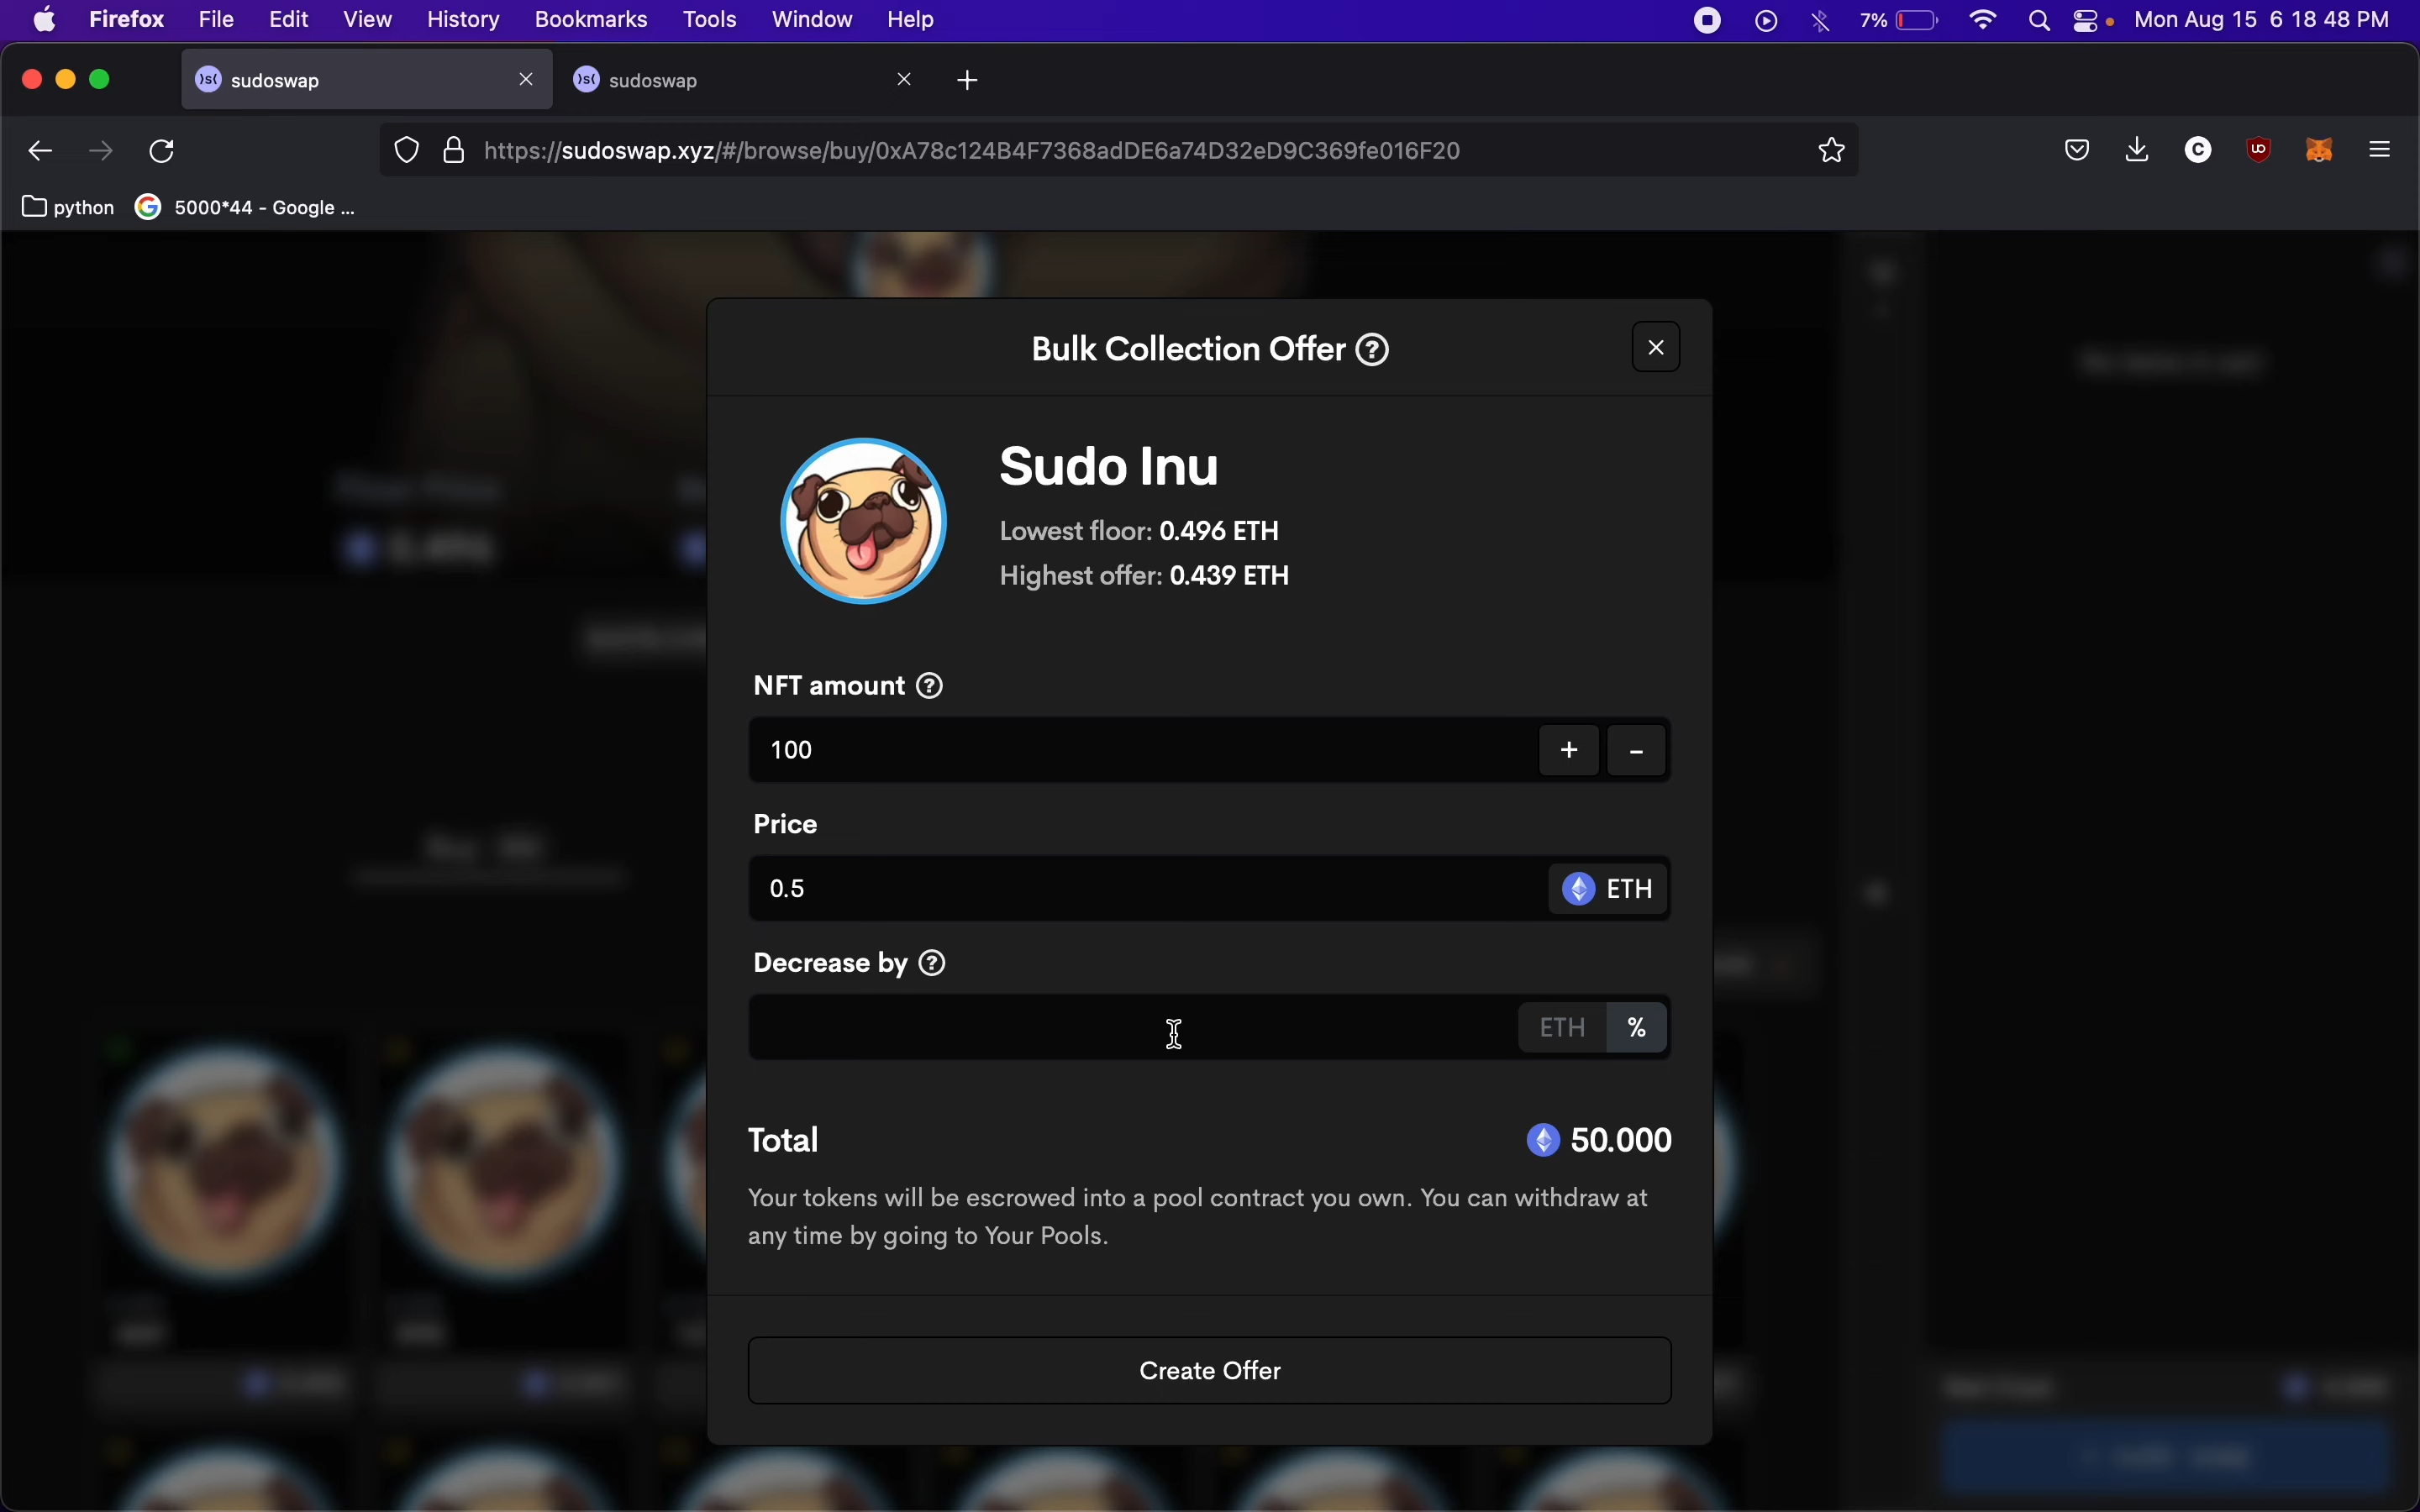 Firefox File Edit View History Bookmarks Tools Window Help 7% Mon Aug 15 6 18 48 PM
)s( sudoswap )s( sudoswap
https://sudoswap.xyz/#/browse/buy/0xA78c124B4F7368adDE6a74D32eD9C369fe016F20
python 5000*44 - Google ...
Bulk Collection Offer ?
Sudo Inu
Lowest floor: 0.496 ETH
Highest offer: 0.439 ETH
NFT amount ?
100 + -
Price
0.5 ETH
Decrease by ?
ETH %
Total 50.000
Your tokens will be escrowed into a pool contract you own. You can withdraw at
any time by going to Your Pools.
Create Offer